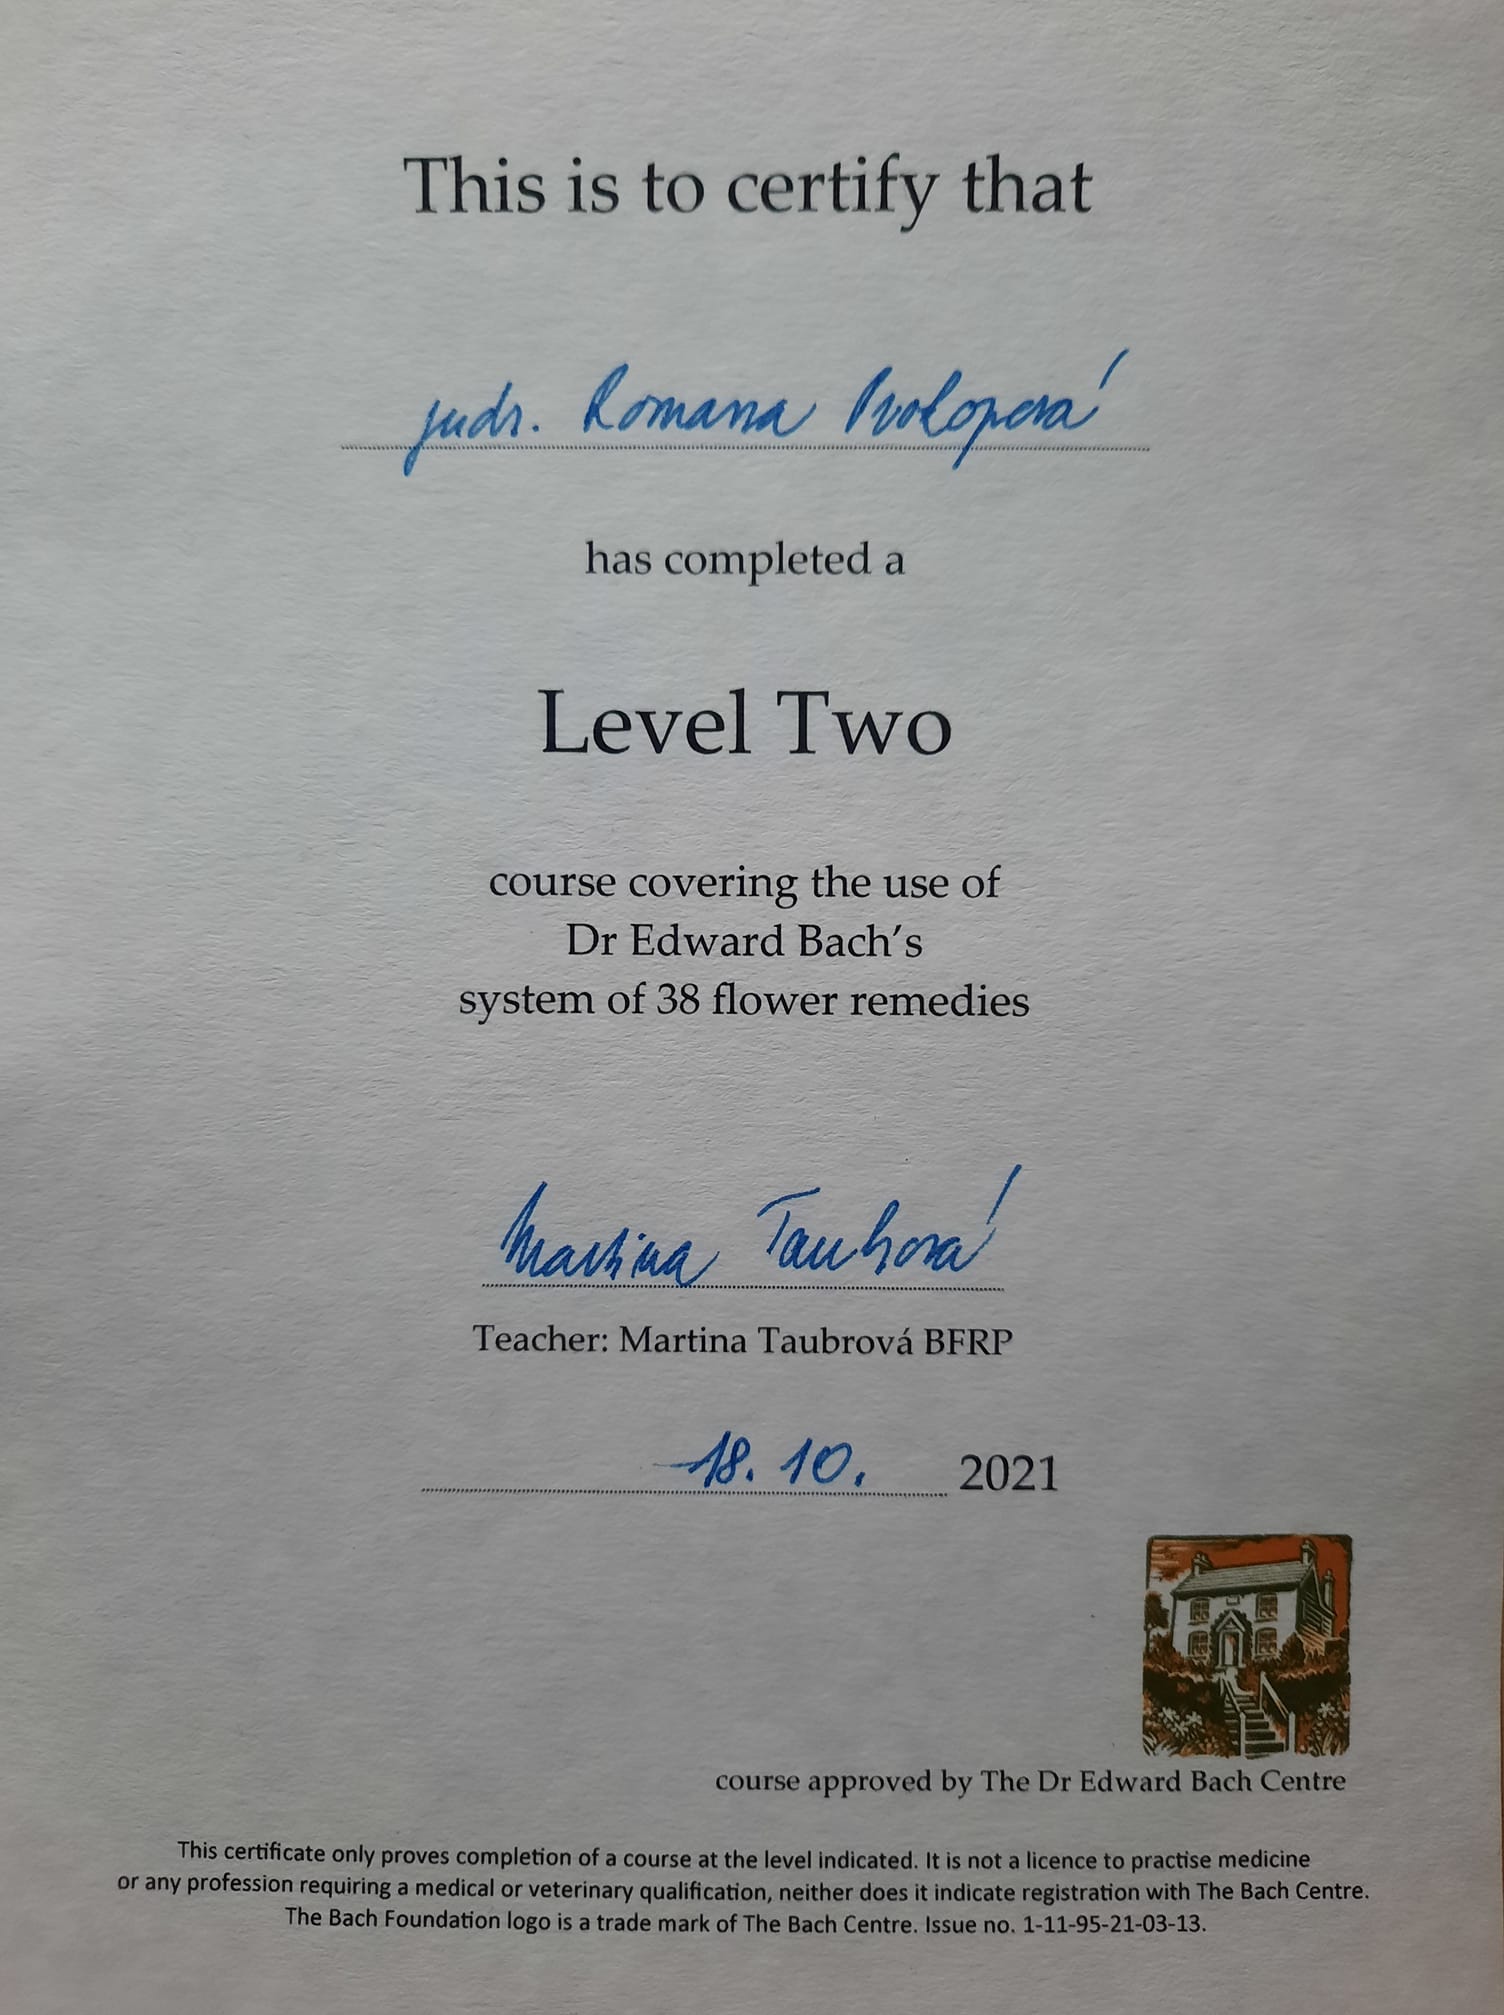 This is to certify that
judr. Romana Prokopová
has completed a
Level Two
course covering the use of
Dr Edward Bach's
system of 38 flower remedies
Martina Taubrová
Teacher: Martina Taubrová BFRP
18. 10. 2021
course approved by The Dr Edward Bach Centre
This certificate only proves completion of a course at the level indicated. It is not a licence to practise medicine
or any profession requiring a medical or veterinary qualification, neither does it indicate registration with The Bach Centre.
The Bach Foundation logo is a trade mark of The Bach Centre. Issue no. 1-11-95-21-03-13.